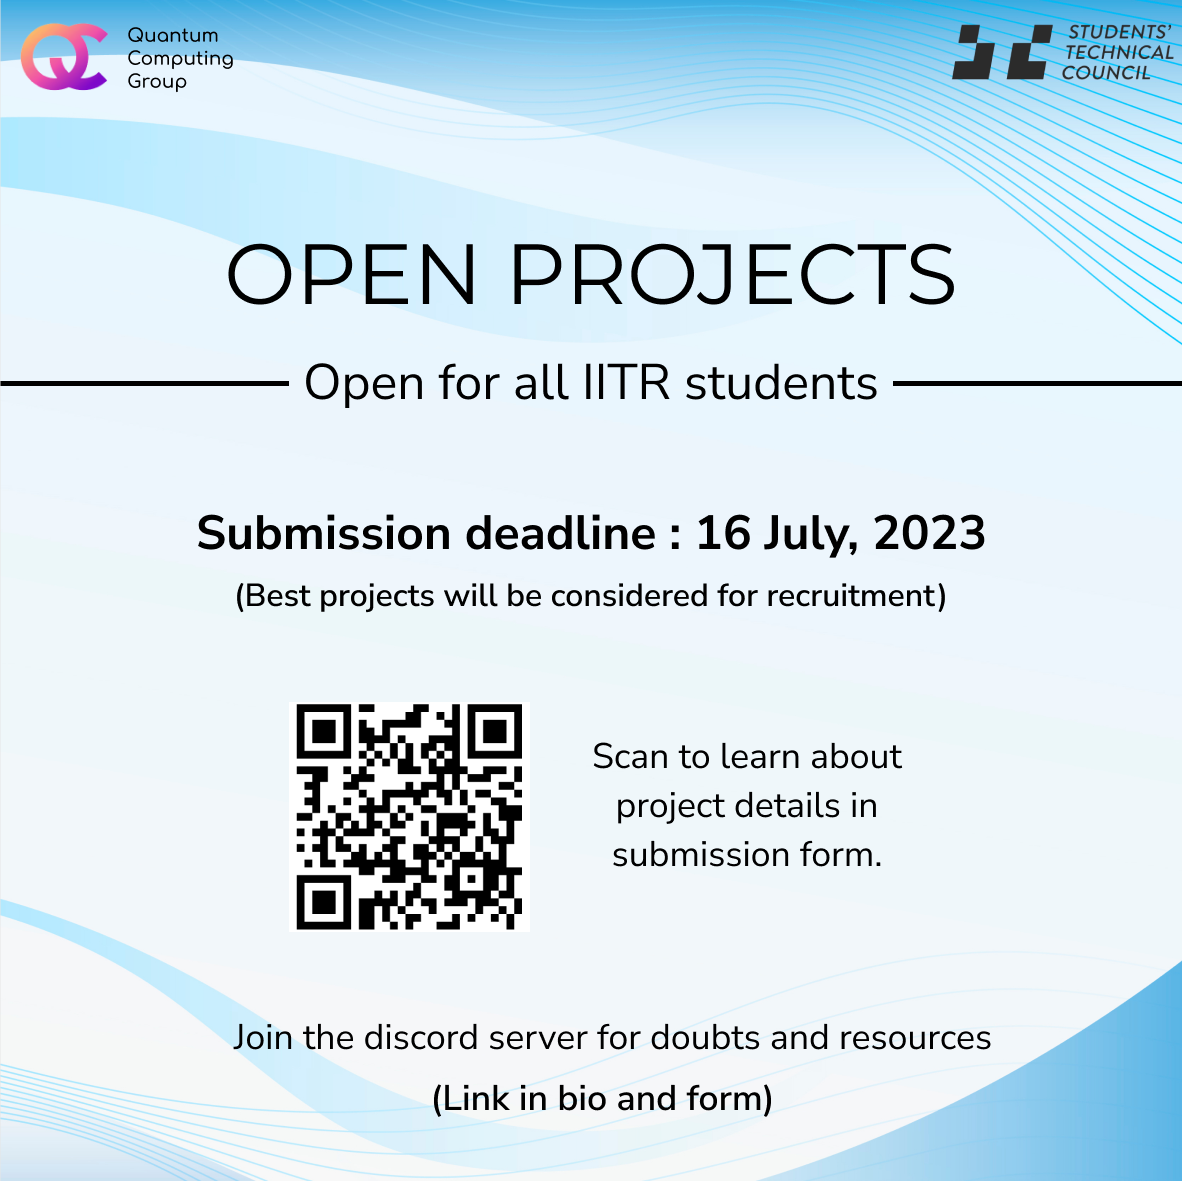 Quantum
Computing
Group
STUDENTS'
TECHNICAL
COUNCIL
OPEN PROJECTS
Open for all IITR students
Submission deadline : 16 July, 2023
(Best projects will be considered for recruitment)
Scan to learn about
project details in
submission form.
Join the discord server for doubts and resources
(Link in bio and form)